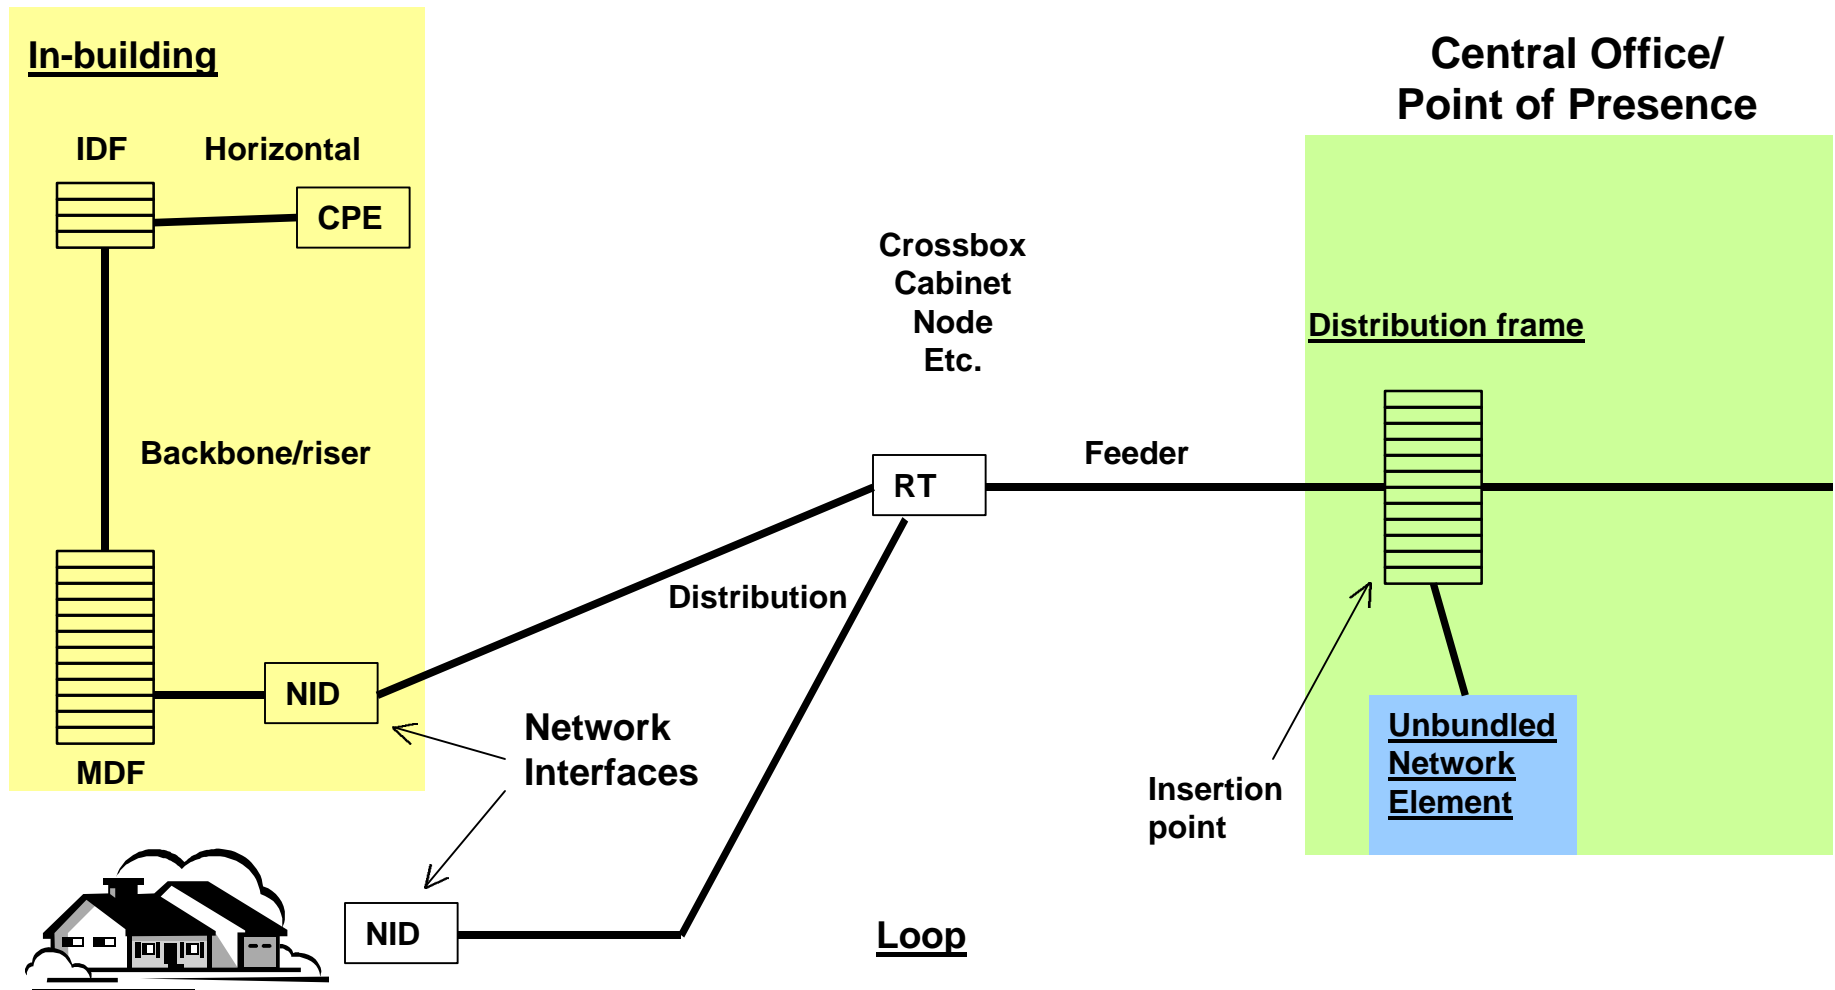 In-building
Central Office/
Point of Presence
IDF
Horizontal
CPE
Crossbox
Cabinet
Node
Etc.
Distribution frame
Backbone/riser
Feeder
RT
Distribution
NID
Network
Interfaces
MDF
Unbundled
Network
Element
Insertion
point
NID
Loop